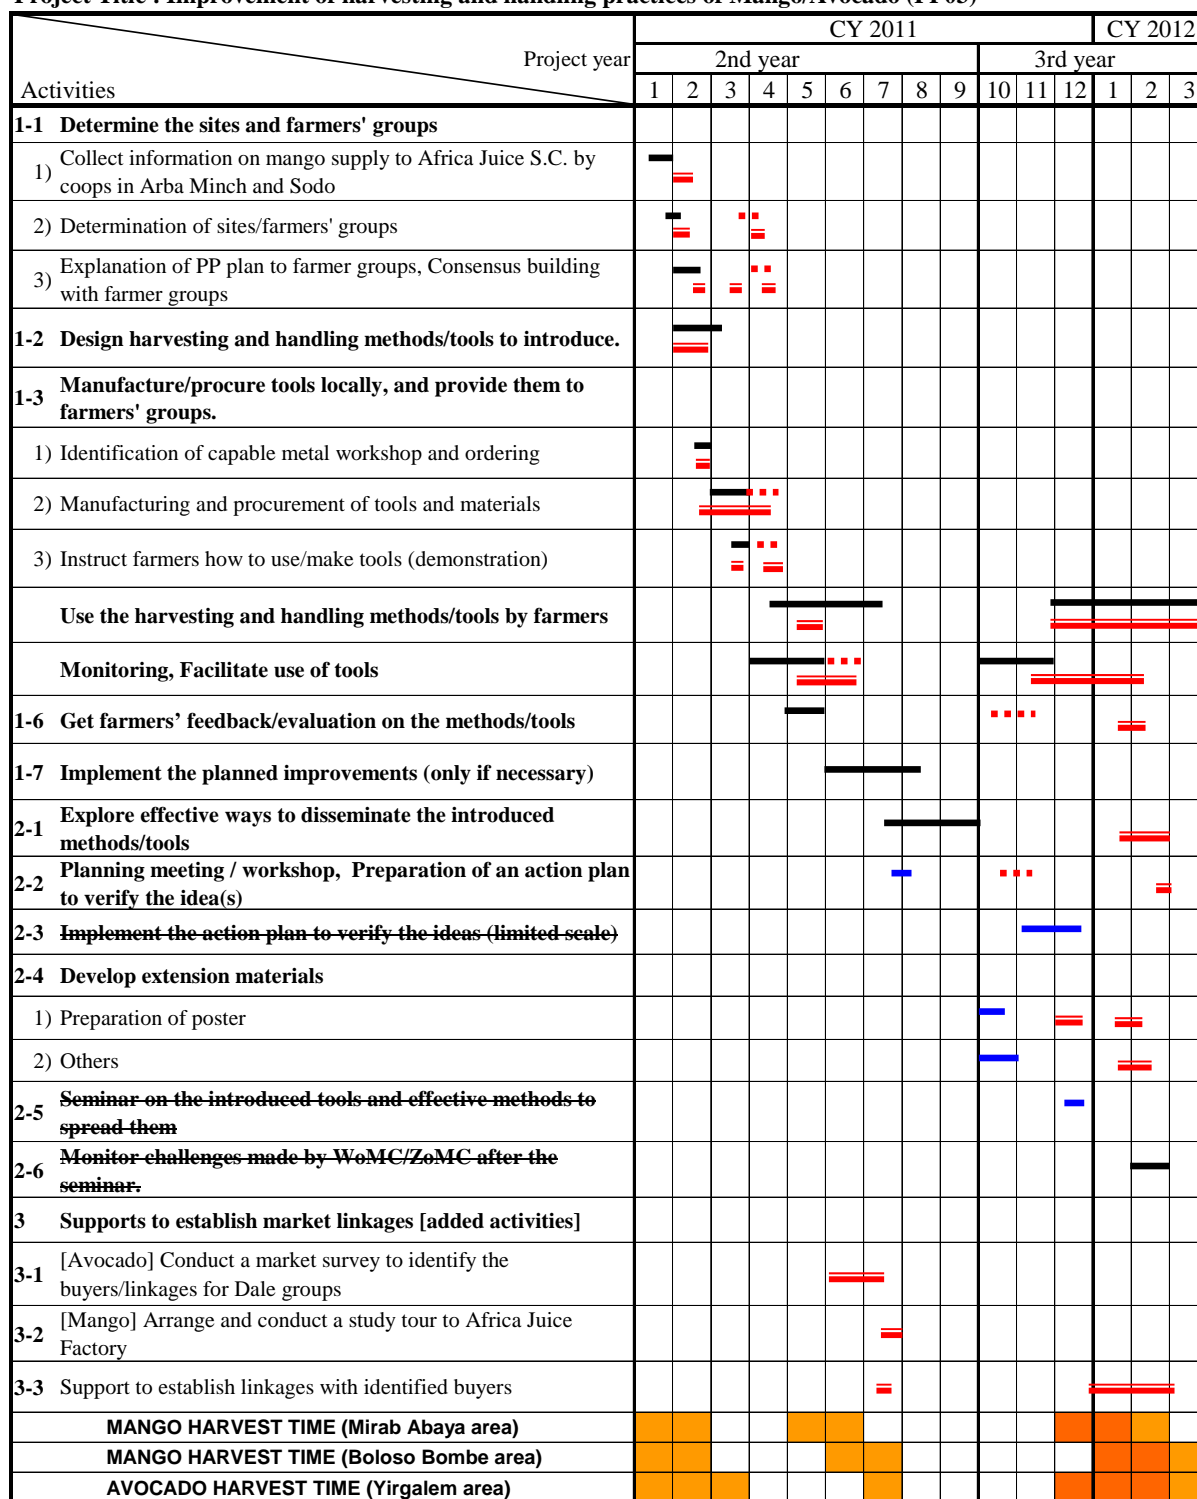 Project Title : Improvement of harvesting and handling practices of Mango/Avocado (PP03)
CY 2011 CY 2012
Project year 2nd year 3rd year
Activities 1 2 3 4 5 6 7 8 9 10 11 12 1 2 3
1-1 Determine the sites and farmers' groups
1) Collect information on mango supply to Africa Juice S.C. by
coops in Arba Minch and Sodo
2) Determination of sites/farmers' groups
3) Explanation of PP plan to farmer groups, Consensus building
with farmer groups
1-2 Design harvesting and handling methods/tools to introduce.
1-3 Manufacture/procure tools locally, and provide them to
farmers' groups.
1) Identification of capable metal workshop and ordering
2) Manufacturing and procurement of tools and materials
3) Instruct farmers how to use/make tools (demonstration)
Use the harvesting and handling methods/tools by farmers
Monitoring, Facilitate use of tools
1-6 Get farmers’ feedback/evaluation on the methods/tools
1-7 Implement the planned improvements (only if necessary)
2-1 Explore effective ways to disseminate the introduced
methods/tools
2-2 Planning meeting / workshop, Preparation of an action plan
to verify the idea(s)
2-3 Implement the action plan to verify the ideas (limited scale)
2-4 Develop extension materials
1) Preparation of poster
2) Others
2-5 Seminar on the introduced tools and effective methods to
spread them
2-6 Monitor challenges made by WoMC/ZoMC after the
seminar.
3 Supports to establish market linkages [added activities]
3-1 [Avocado] Conduct a market survey to identify the
buyers/linkages for Dale groups
3-2 [Mango] Arrange and conduct a study tour to Africa Juice
Factory
3-3 Support to establish linkages with identified buyers
MANGO HARVEST TIME (Mirab Abaya area)
MANGO HARVEST TIME (Boloso Bombe area)
AVOCADO HARVEST TIME (Yirgalem area)